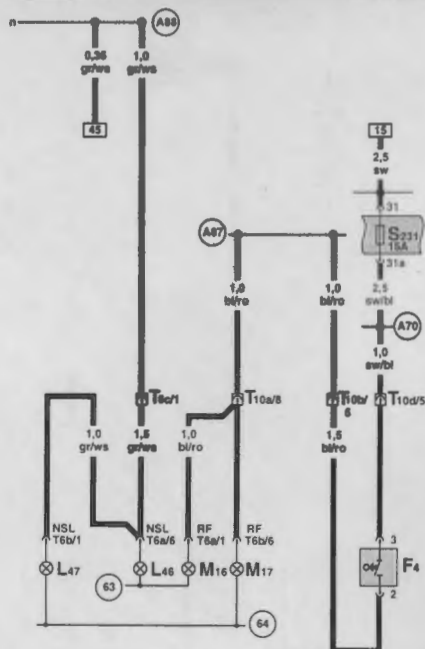 n
A88
0,35
gr/ws
1,0
gr/ws
45
15
2,5
sw
31
S231
15A
31a
A87
2,5
sw/bl
A70
1,0
bl/ro
1,0
bl/ro
1,0
sw/bl
T6c/1
T10a/8
T10b/
6
T10d/5
1,0
gr/ws
1,5
gr/ws
1,0
bl/ro
1,5
bl/ro
NSL
T6b/1
NSL
T6a/6
RF
T6a/1
RF
T6b/6
3
F4
L47
L46
M16
M17
63
2
64